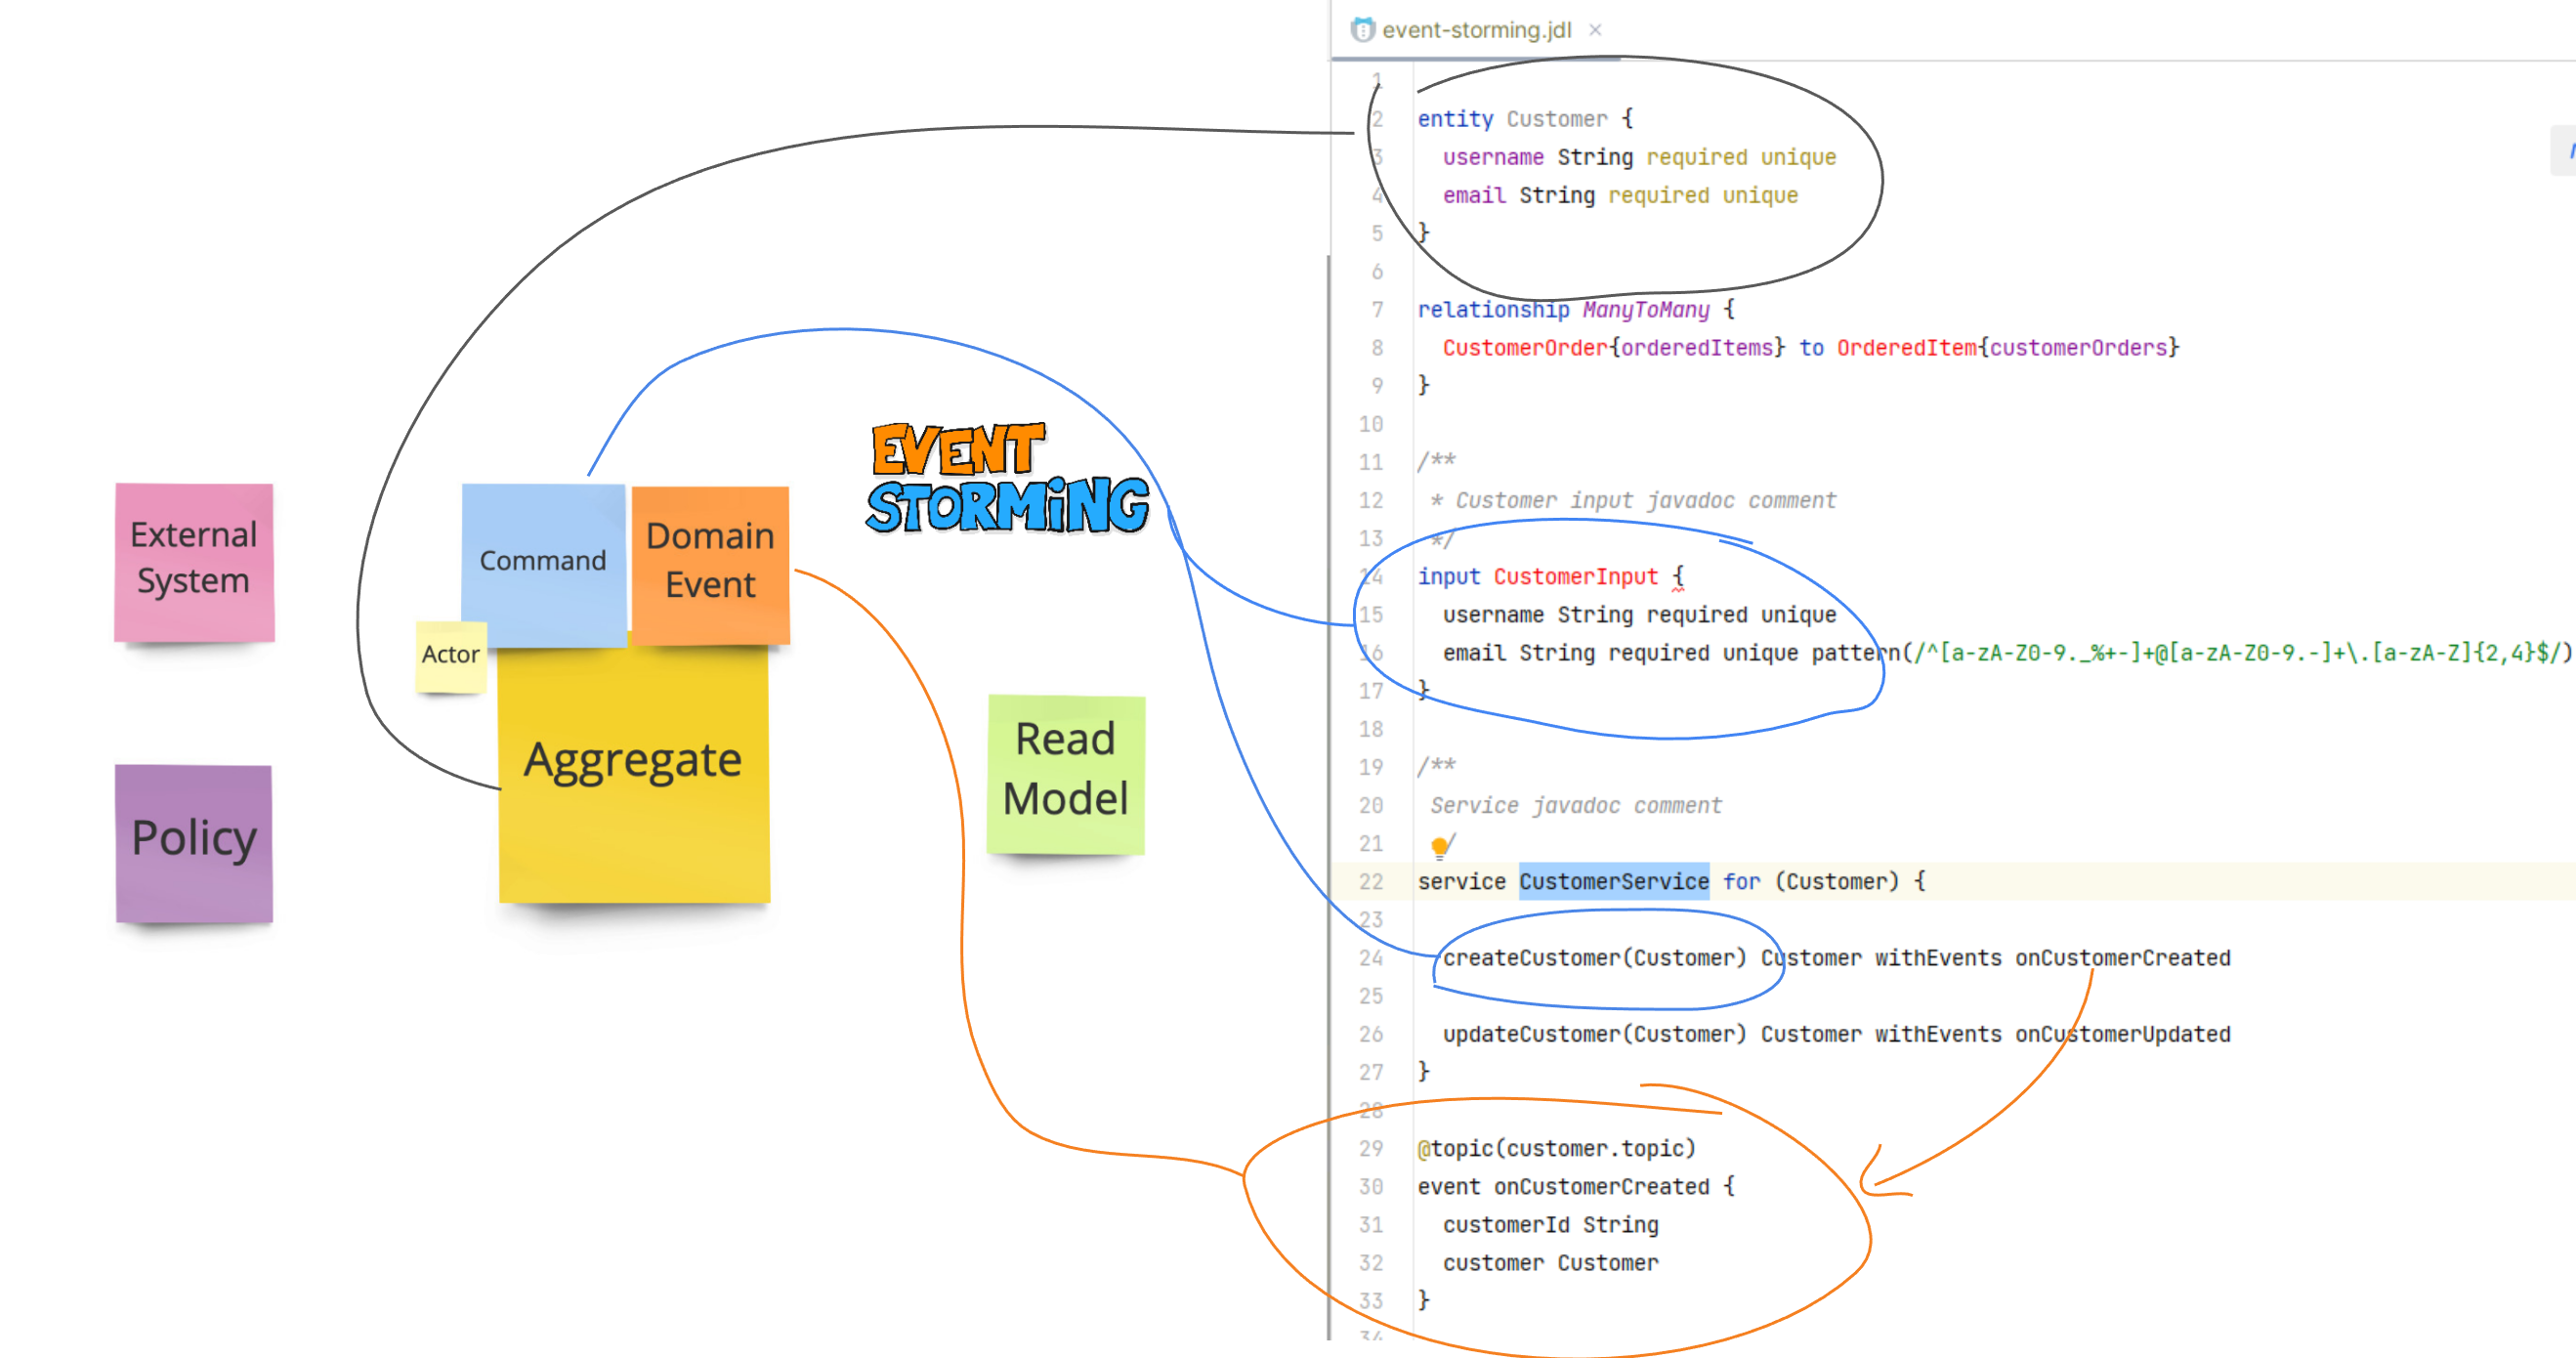 External
System
Policy
Command
Domain
Event
Actor
Aggregate
EVENT
STORMiNG
Read
Model
event-storming.jdl ×
1
2 entity Customer {
3 username String required unique
4 email String required unique
5 }
6
7 relationship ManyToMany {
8 CustomerOrder{orderedItems} to OrderedItem{customerOrders}
9 }
10
11 /**
12 * Customer input javadoc comment
13 */
14 input CustomerInput {
15 username String required unique
16 email String required unique pattern(/^[a-zA-Z0-9._%+-]+@[a-zA-Z0-9.-]+\.[a-zA-Z]{2,4}$/)
17 }
18
19 /**
20 Service javadoc comment
21 /
22 service CustomerService for (Customer) {
23
24 createCustomer(Customer) Customer withEvents onCustomerCreated
25
26 updateCustomer(Customer) Customer withEvents onCustomerUpdated
27 }
28
29 @topic(customer.topic)
30 event onCustomerCreated {
31 customerId String
32 customer Customer
33 }
34